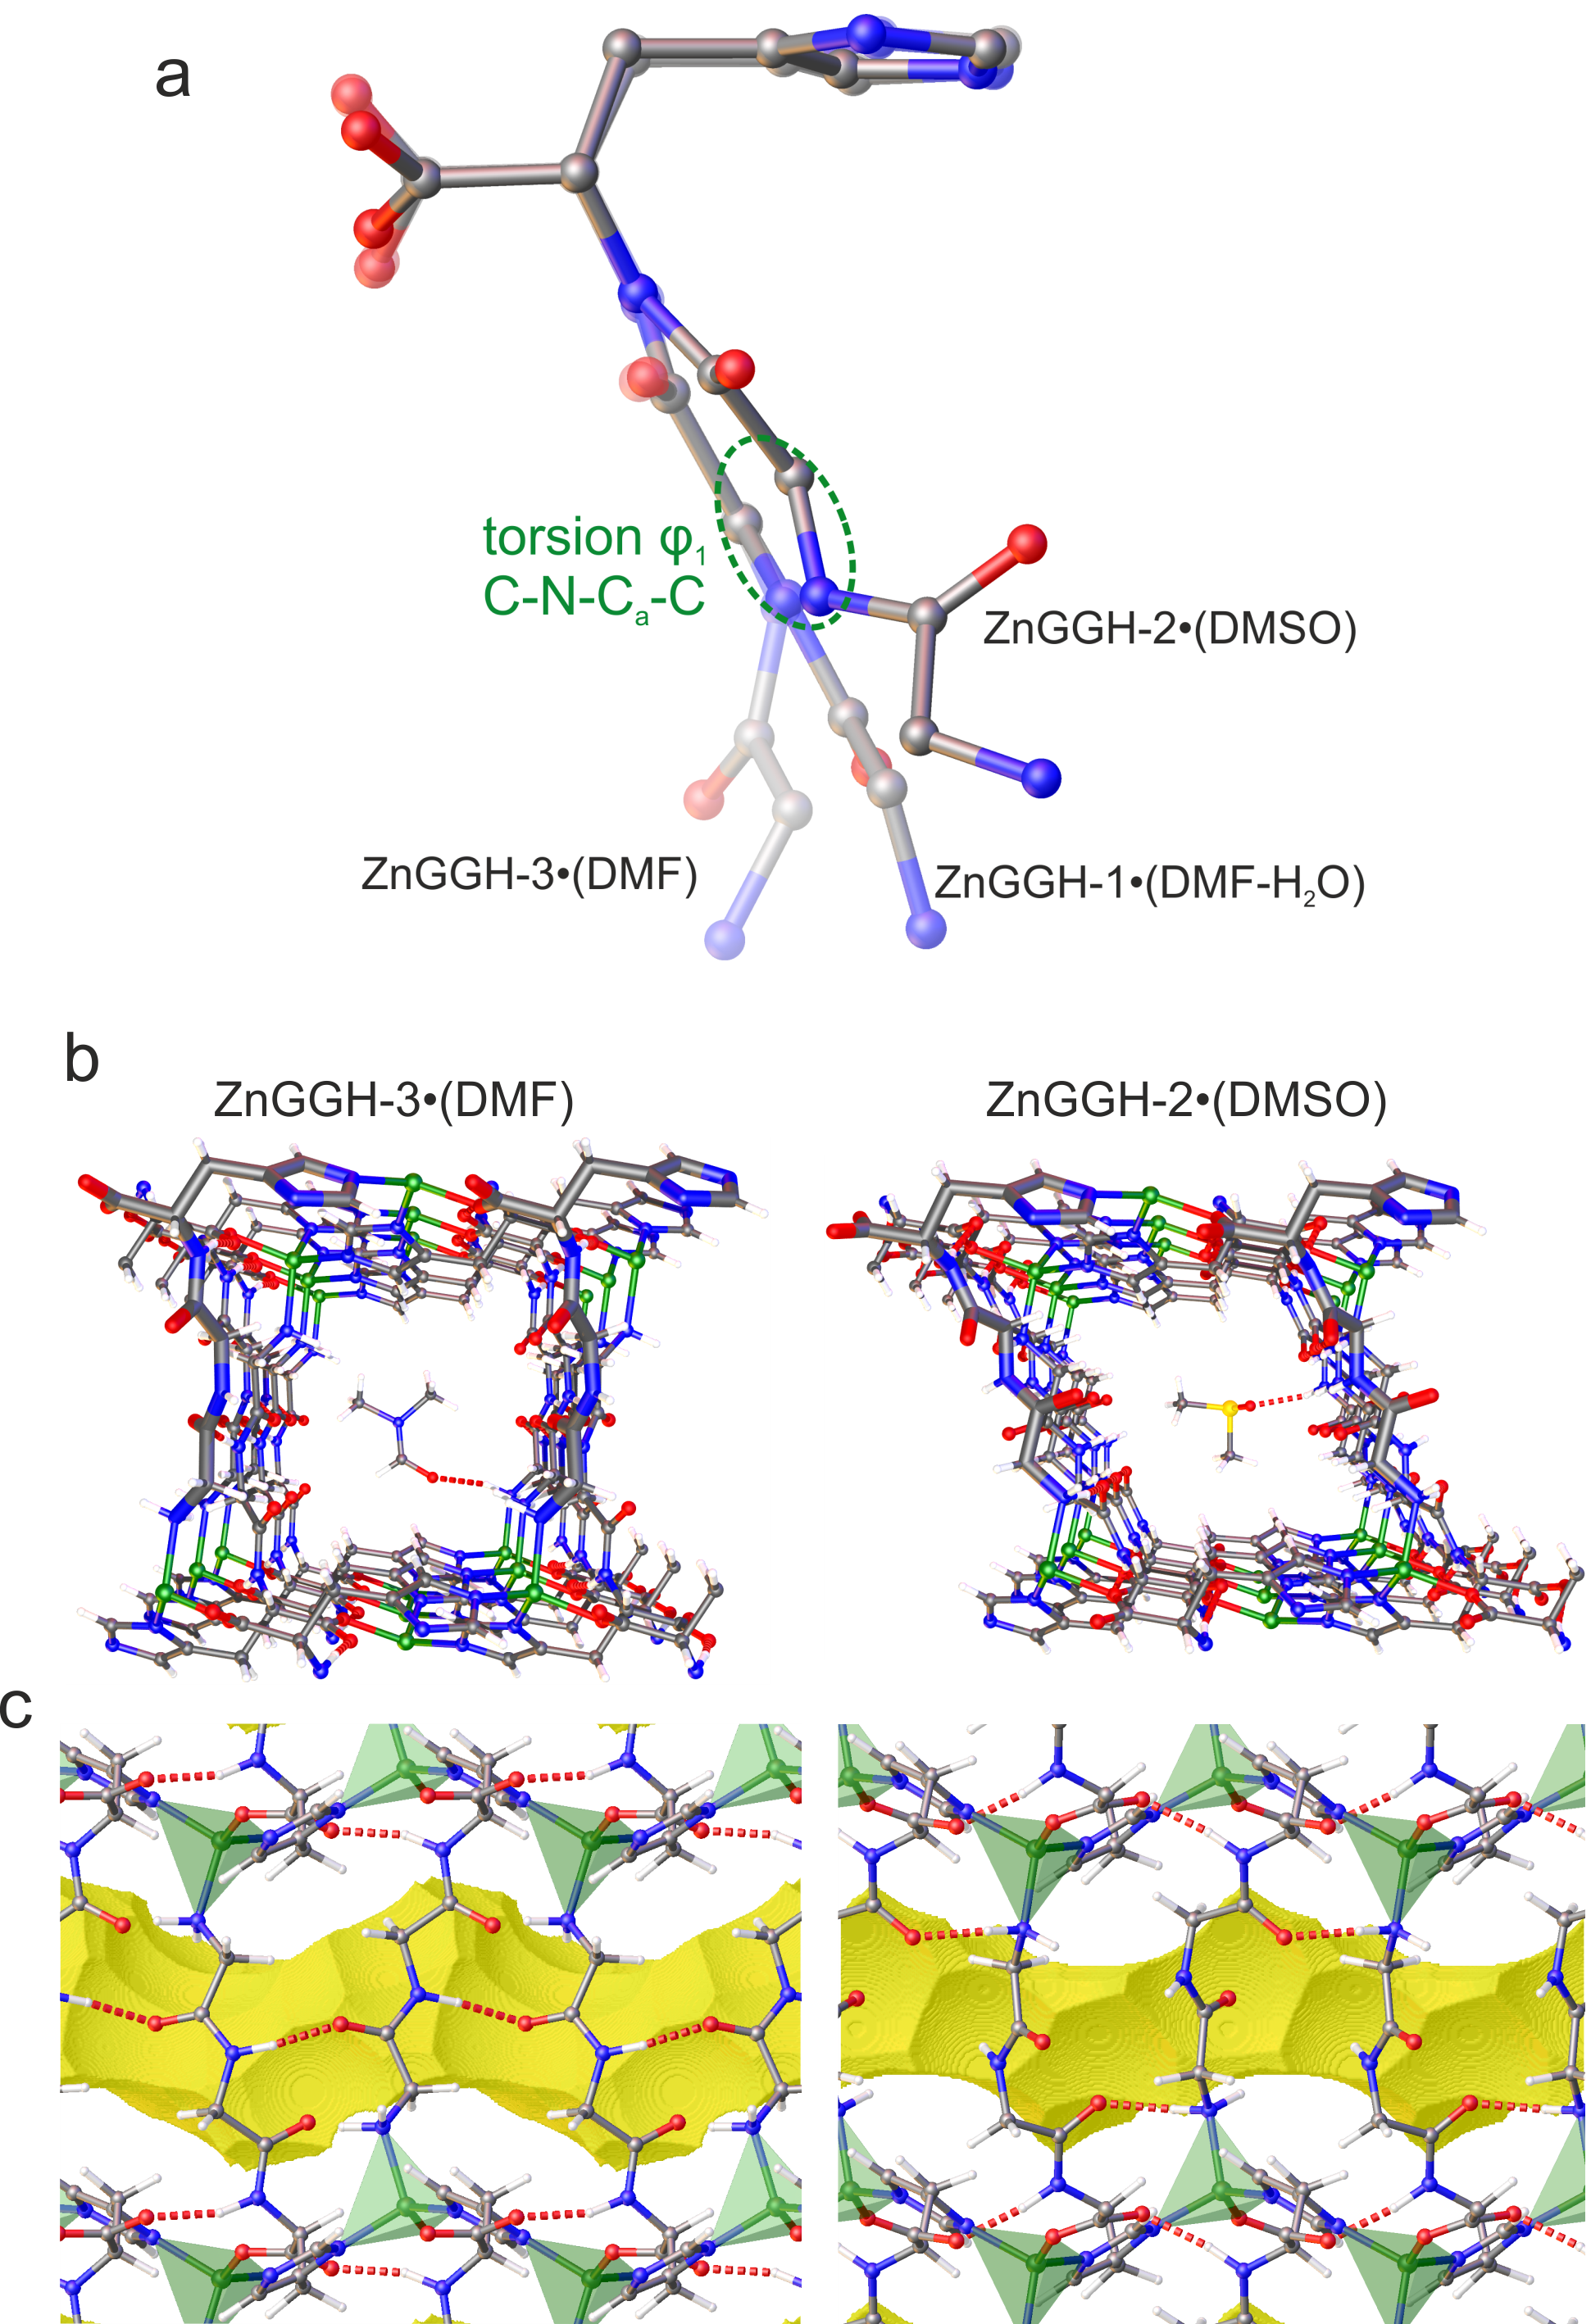 a
torsion φ₁
C-N-Cₐ-C
ZnGGH-2•(DMSO)
ZnGGH-3•(DMF)
ZnGGH-1•(DMF-H₂O)
b
ZnGGH-3•(DMF)
ZnGGH-2•(DMSO)
c